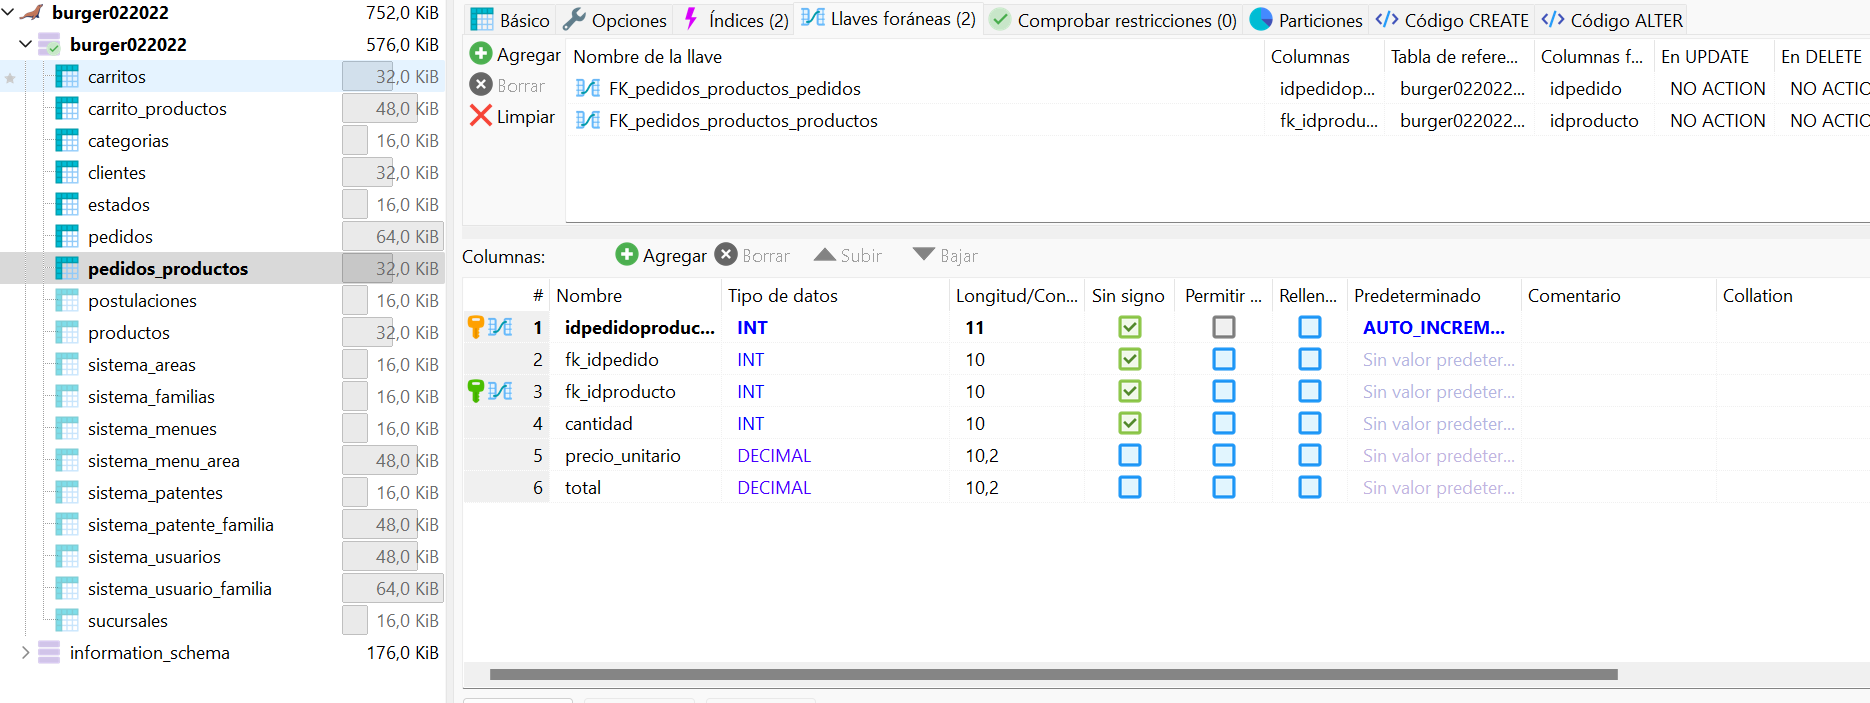 burger022022 752,0 KiB
burger022022 576,0 KiB
carritos 32,0 KiB
carrito_productos 48,0 KiB
categorias 16,0 KiB
clientes 32,0 KiB
estados 16,0 KiB
pedidos 64,0 KiB
pedidos_productos 32,0 KiB
postulaciones 16,0 KiB
productos 32,0 KiB
sistema_areas 16,0 KiB
sistema_familias 16,0 KiB
sistema_menues 16,0 KiB
sistema_menu_area 48,0 KiB
sistema_patentes 16,0 KiB
sistema_patente_familia 48,0 KiB
sistema_usuarios 48,0 KiB
sistema_usuario_familia 64,0 KiB
sucursales 16,0 KiB
information_schema 176,0 KiB
Básico Opciones Índices (2) Llaves foráneas (2) Comprobar restricciones (0) Particiones </> Código CREATE </> Código ALTER
Agregar
Borrar
Limpiar
Nombre de la llave Columnas Tabla de refere... Columnas f... En UPDATE En DELETE
FK_pedidos_productos_pedidos idpedidop... burger022022... idpedido NO ACTION NO ACTIO
FK_pedidos_productos_productos fk_idprodu... burger022022... idproducto NO ACTION NO ACTIO
Columnas: Agregar Borrar Subir Bajar
# Nombre Tipo de datos Longitud/Con... Sin signo Permitir ... Rellen... Predeterminado Comentario Collation
1 idpedidoproduc... INT 11 AUTO_INCREM...
2 fk_idpedido INT 10 Sin valor predeter...
3 fk_idproducto INT 10 Sin valor predeter...
4 cantidad INT 10 Sin valor predeter...
5 precio_unitario DECIMAL 10,2 Sin valor predeter...
6 total DECIMAL 10,2 Sin valor predeter...